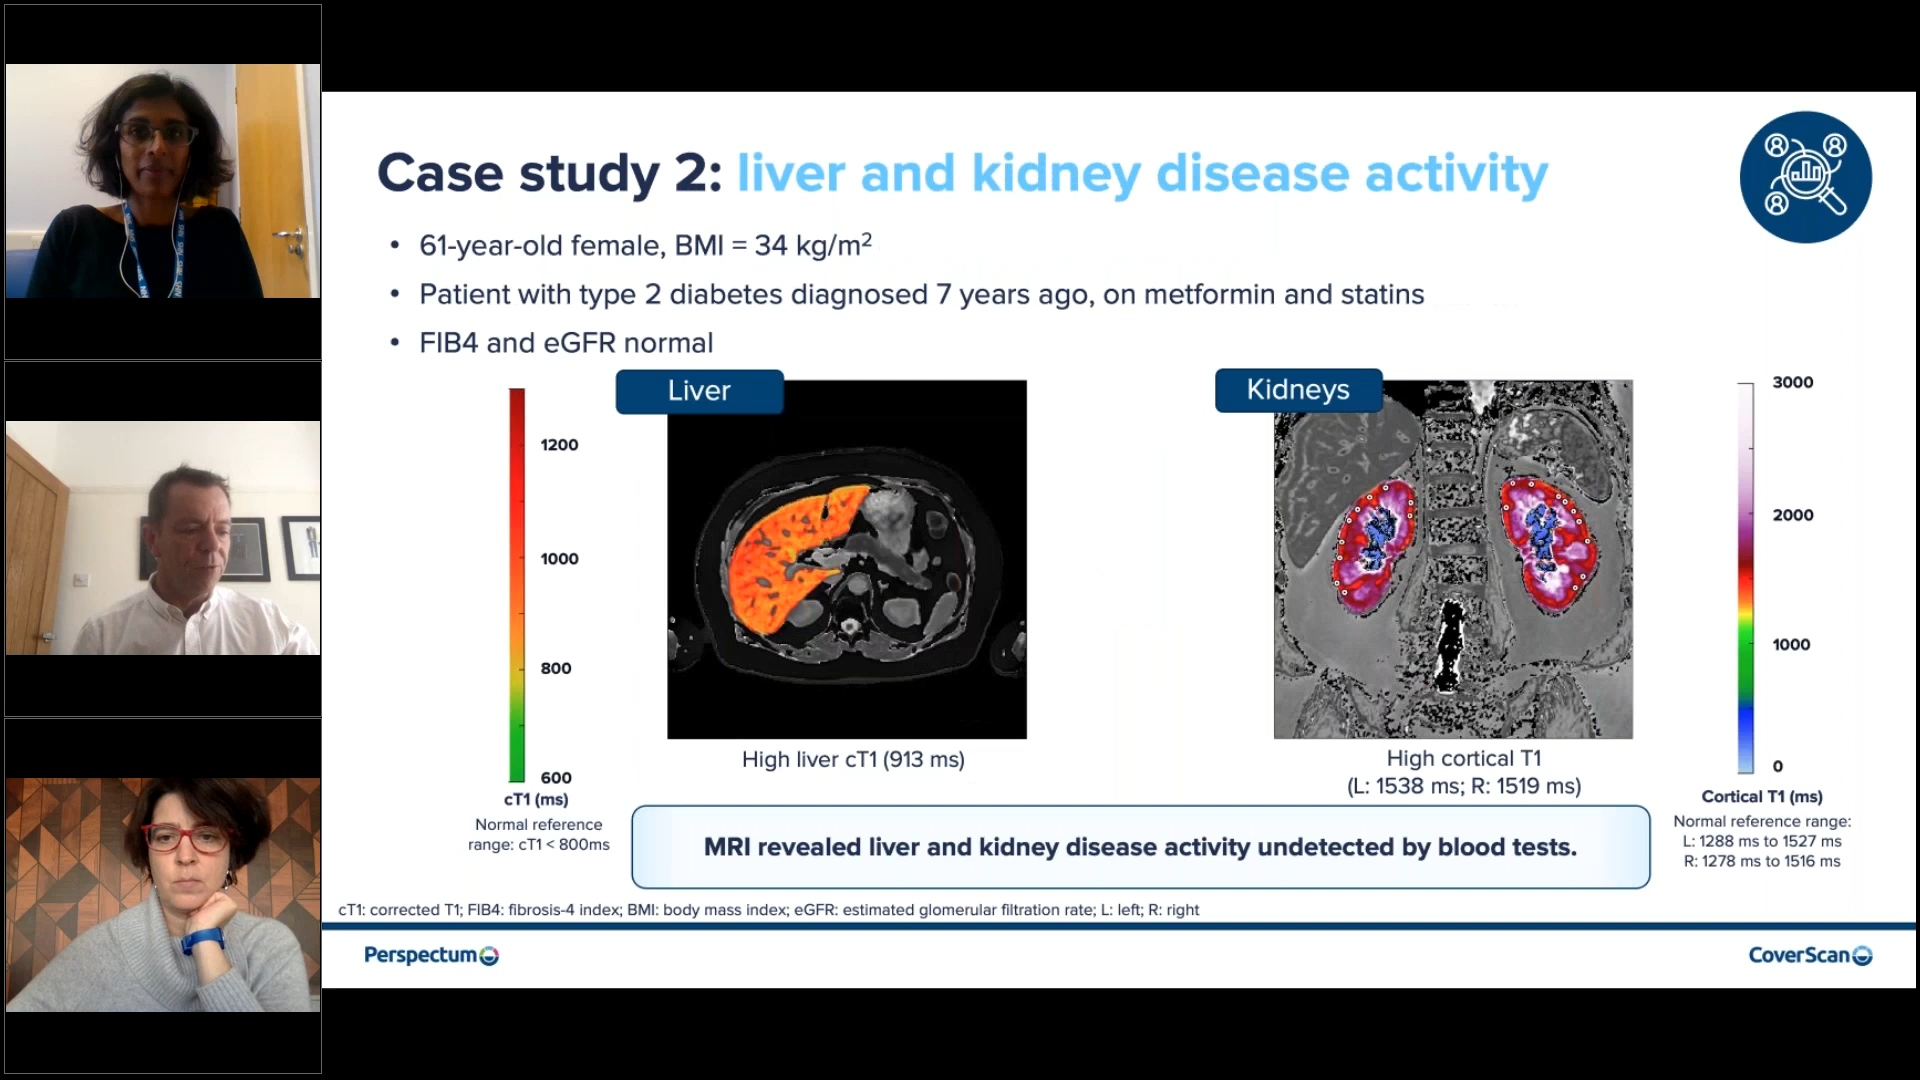 Case study 2: liver and kidney disease activity
• 61-year-old female, BMI = 34 kg/m²
• Patient with type 2 diabetes diagnosed 7 years ago, on metformin and statins
• FIB4 and eGFR normal
Liver
1200
1000
800
600
cT1 (ms)
Normal reference
range: cT1 < 800ms
High liver cT1 (913 ms)
Kidneys
High cortical T1
(L: 1538 ms; R: 1519 ms)
3000
2000
1000
0
Cortical T1 (ms)
Normal reference range:
L: 1288 ms to 1527 ms
R: 1278 ms to 1516 ms
MRI revealed liver and kidney disease activity undetected by blood tests.
cT1: corrected T1; FIB4: fibrosis-4 index; BMI: body mass index; eGFR: estimated glomerular filtration rate; L: left; R: right
Perspectum
CoverScan
NHS
NHS
NHS
NHS